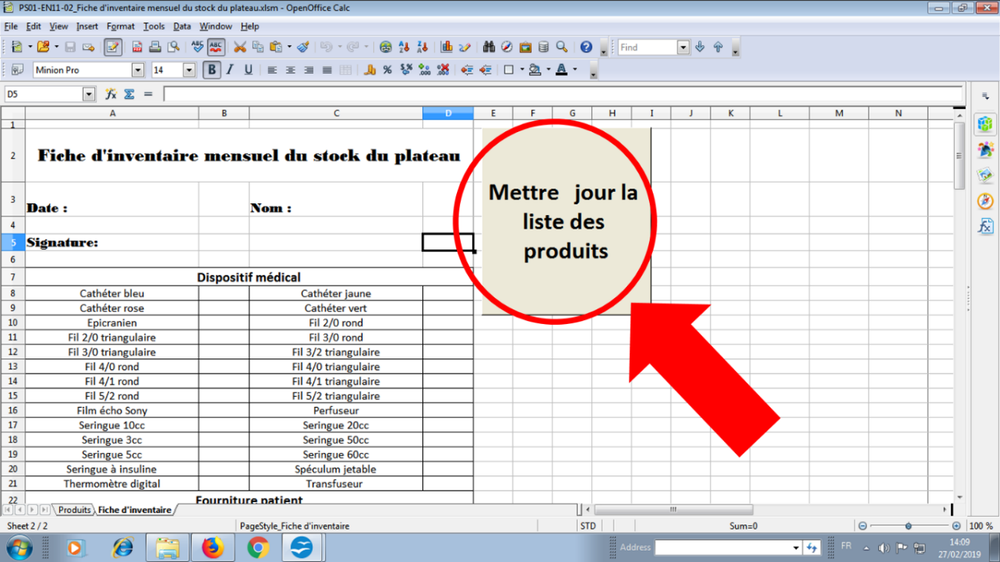 PS01-EN11-02_Fiche d'inventaire mensuel du stock du plateau.xlsm - OpenOffice Calc
File Edit View Insert Format Tools Data Window Help
Find
Minion Pro 14
D5
A B C D E F G H I J K L M N
1
2 Fiche d'inventaire mensuel du stock du plateau
3 Date : Nom :
4
5 Signature:
6
Mettre jour la
liste des
produits
7 Dispositif médical
8 Cathéter bleu Cathéter jaune
9 Cathéter rose Cathéter vert
10 Epicranien Fil 2/0 rond
11 Fil 2/0 triangulaire Fil 3/0 rond
12 Fil 3/0 triangulaire Fil 3/2 triangulaire
13 Fil 4/0 rond Fil 4/0 triangulaire
14 Fil 4/1 rond Fil 4/1 triangulaire
15 Fil 5/2 rond Fil 5/2 triangulaire
16 Film écho Sony Perfuseur
17 Seringue 10cc Seringue 20cc
18 Seringue 3cc Seringue 50cc
19 Seringue 5cc Seringue 60cc
20 Seringue à insuline Spéculum jetable
21 Thermomètre digital Transfuseur
22 Fourniture patient
Produits Fiche d'inventaire
Sheet 2 / 2 PageStyle_Fiche d'inventaire STD Sum=0 100 %
Address FR 14:09
27/02/2019